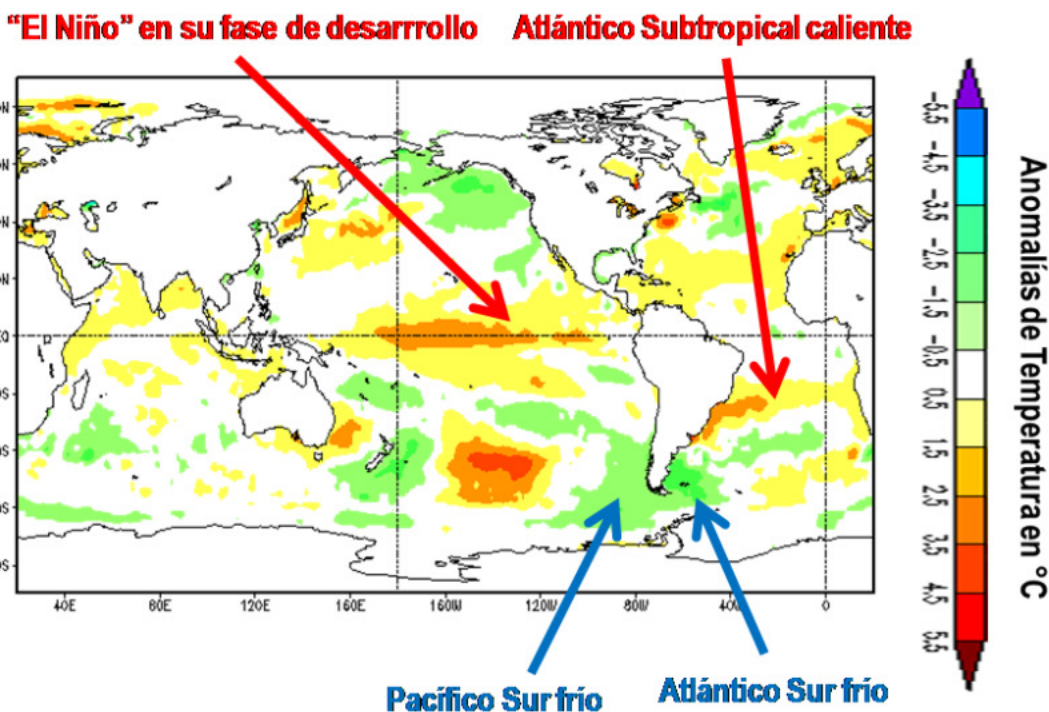 “El Niño” en su fase de desarrrollo
Atlántico Subtropical caliente
40E 80E 120E 160E 160W 120W 80W 40W 0
-5,5
-4,5
-3,5
-2,5
-1,5
-0,5
0,5
1,5
2,5
3,5
4,5
5,5
Anomalías de Temperatura en °C
Pacífico Sur frío
Atlántico Sur frío